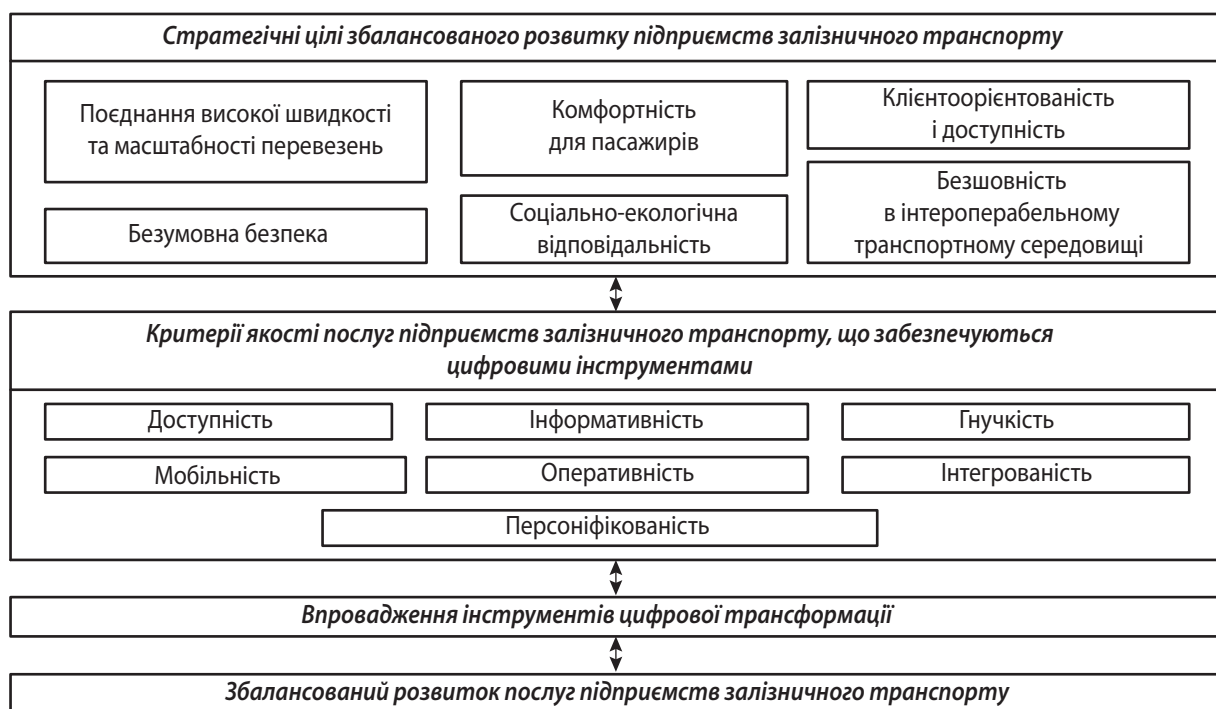 Стратегічні цілі збалансованого розвитку підприємств залізничного транспорту
Поєднання високої швидкості
та масштабності перевезень
Комфортність
для пасажирів
Клієнтоорієнтованість
і доступність
Безумовна безпека
Соціально-екологічна
відповідальність
Безшовність
в інтероперабельному
транспортному середовищі
Критерії якості послуг підприємств залізничного транспорту, що забезпечуються
цифровими інструментами
Доступність
Інформативність
Гнучкість
Мобільність
Оперативність
Інтегрованість
Персоніфікованість
Впровадження інструментів цифрової трансформації
Збалансований розвиток послуг підприємств залізничного транспорту